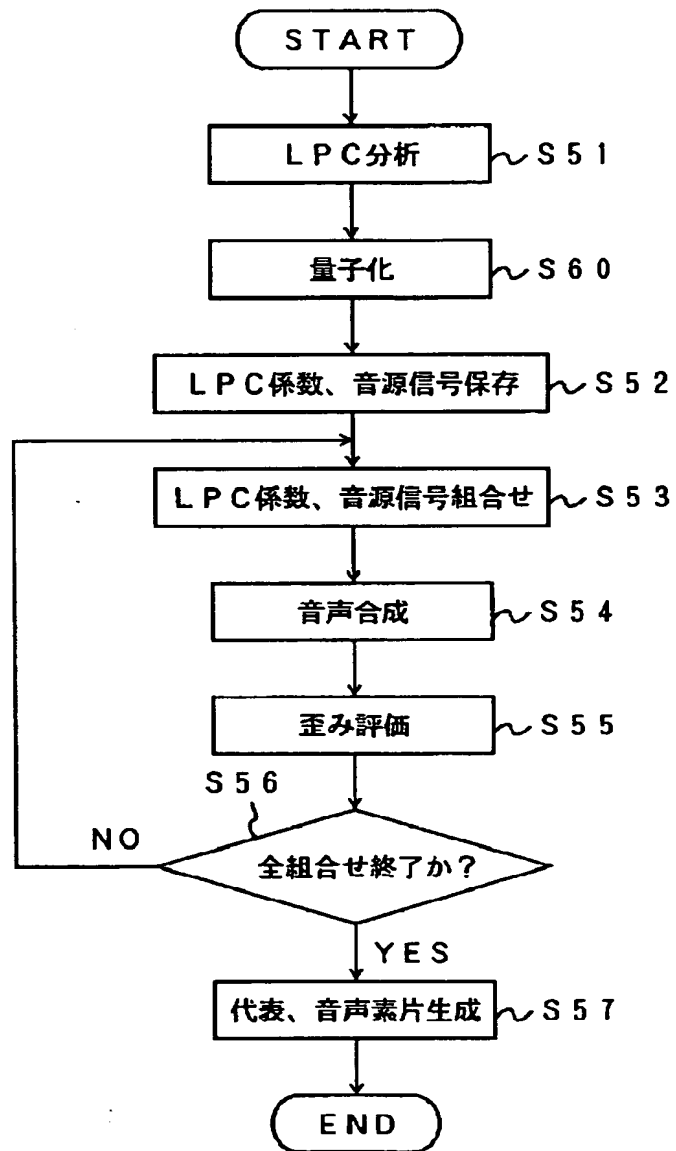 START
LPC分析 S51
量子化 S60
LPC係数、音源信号保存 S52
LPC係数、音源信号組合せ S53
音声合成 S54
歪み評価 S55
S56
NO
全組合せ終了か?
YES
代表、音声素片生成 S57
END